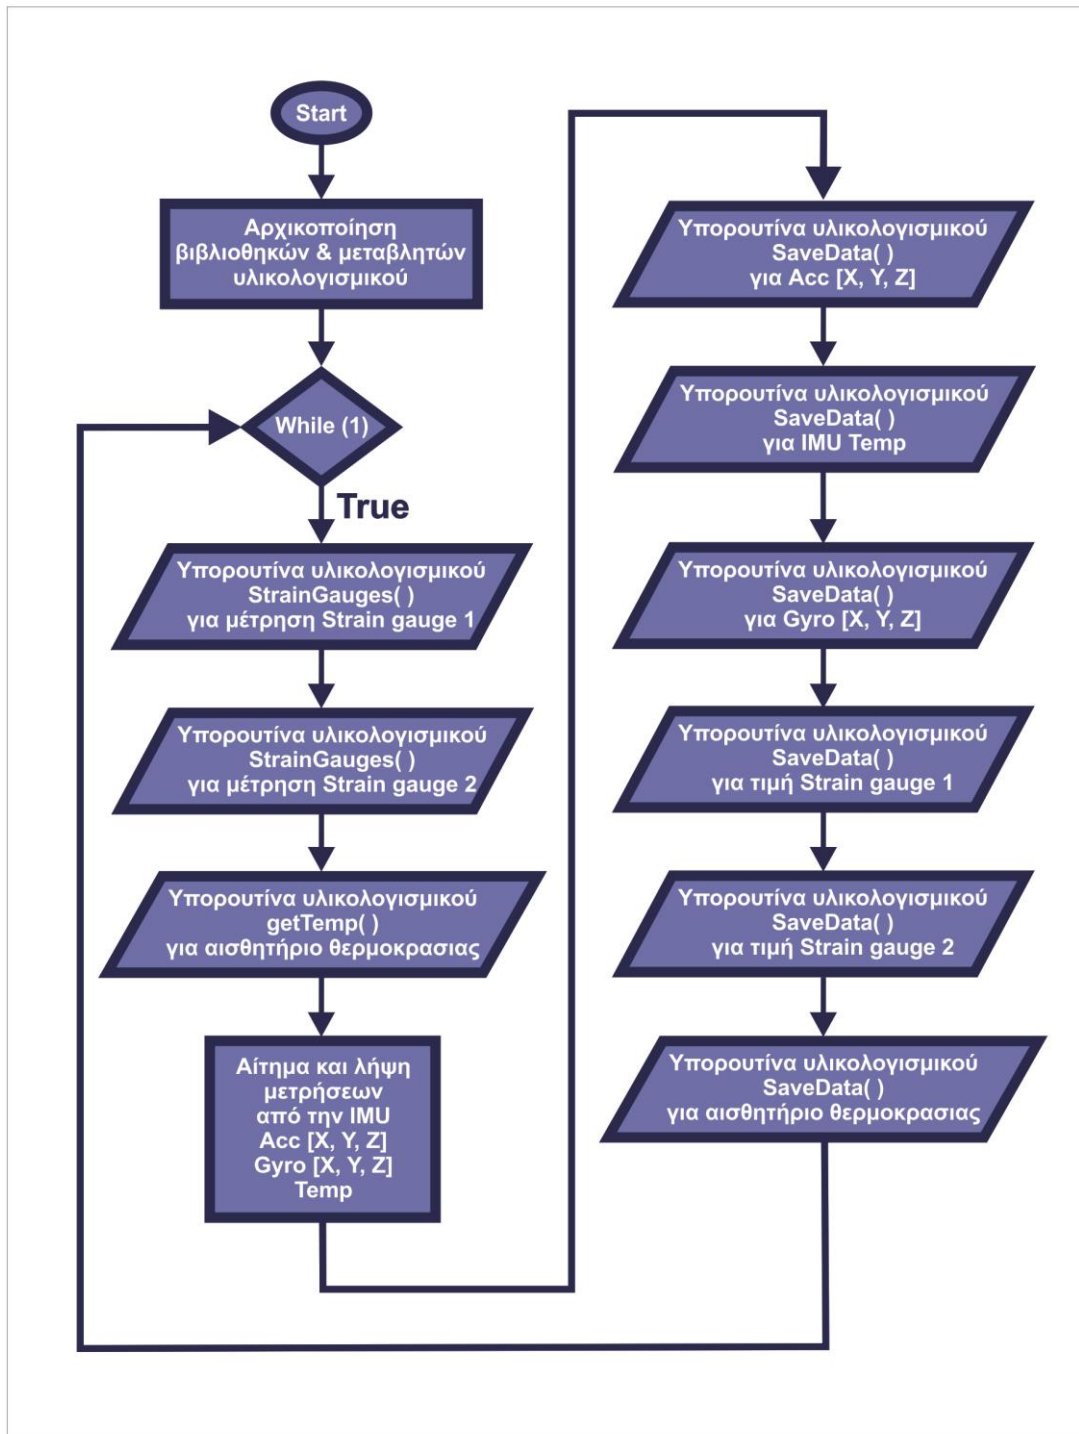 Start
Αρχικοποίηση
βιβλιοθηκών & μεταβλητών
υλικολογισμικού
While (1)
True
Υπορουτίνα υλικολογισμικού
StrainGauges( )
για μέτρηση Strain gauge 1
Υπορουτίνα υλικολογισμικού
StrainGauges( )
για μέτρηση Strain gauge 2
Υπορουτίνα υλικολογισμικού
getTemp( )
για αισθητήριο θερμοκρασιας
Αίτημα και λήψη
μετρήσεων
από την IMU
Acc [X, Y, Z]
Gyro [X, Y, Z]
Temp
Υπορουτίνα υλικολογισμικού
SaveData( )
για Acc [X, Y, Z]
Υπορουτίνα υλικολογισμικού
SaveData( )
για IMU Temp
Υπορουτίνα υλικολογισμικού
SaveData( )
για Gyro [X, Y, Z]
Υπορουτίνα υλικολογισμικού
SaveData( )
για τιμή Strain gauge 1
Υπορουτίνα υλικολογισμικού
SaveData( )
για τιμή Strain gauge 2
Υπορουτίνα υλικολογισμικού
SaveData( )
για αισθητήριο θερμοκρασιας